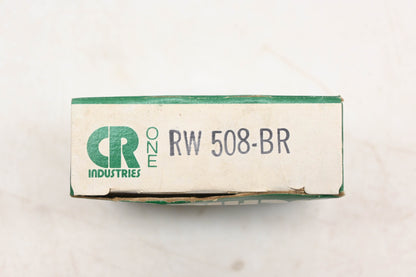 CR
INDUSTRIES
ONE
RW 508-BR